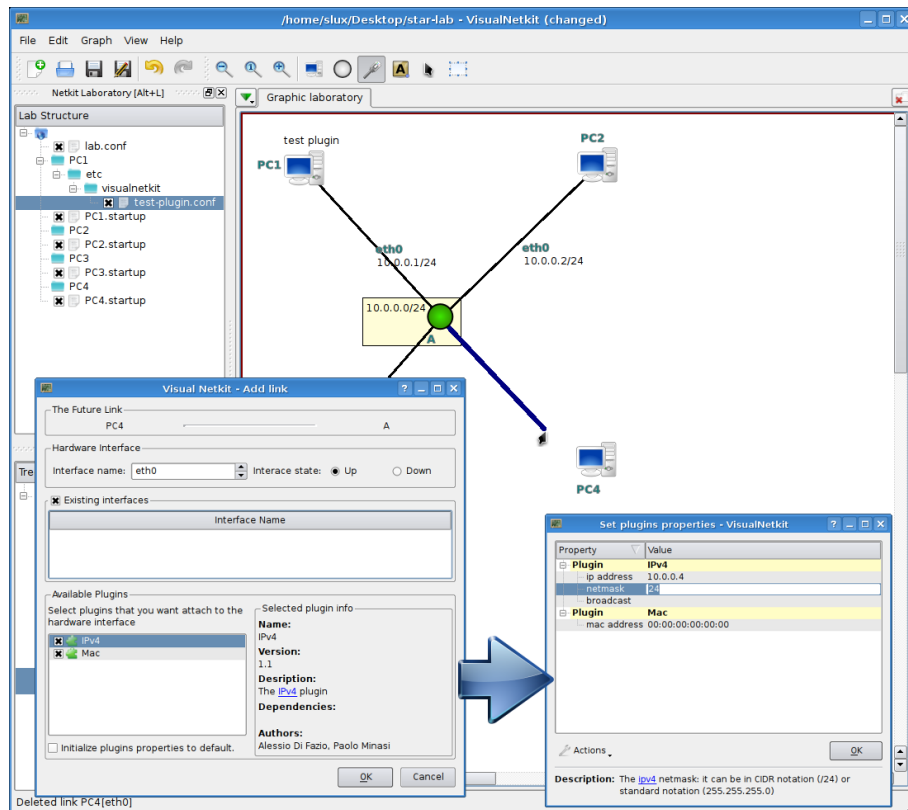 /home/slux/Desktop/star-lab - VisualNetkit (changed)
File Edit Graph View Help
Netkit Laboratory [Alt+L]
Graphic laboratory
Lab Structure
lab.conf
PC1
etc
visualnetkit
test-plugin.conf
PC1.startup
PC2
PC2.startup
PC3
PC3.startup
PC4
PC4.startup
test plugin
PC1
PC2
eth0
10.0.0.1/24
eth0
10.0.0.2/24
10.0.0.0/24
A
PC4
Tre
Visual Netkit - Add link
The Future Link
PC4 A
Hardware Interface
Interface name: eth0 Interace state: Up Down
Existing interfaces
Interface Name
Available Plugins
Select plugins that you want attach to the
hardware interface
IPv4
Mac
Initialize plugins properties to default.
Selected plugin info
Name:
IPv4
Version:
1.1
Desription:
The IPv4 plugin
Dependencies:
Authors:
Alessio Di Fazio, Paolo Minasi
OK Cancel
Set plugins properties - VisualNetkit
Property Value
Plugin IPv4
ip address 10.0.0.4
netmask 24
broadcast
Plugin Mac
mac address 00:00:00:00:00:00
Actions OK
Description: The ipv4 netmask: it can be in CIDR notation (/24) or
standard notation (255.255.255.0)
Deleted link PC4[eth0]